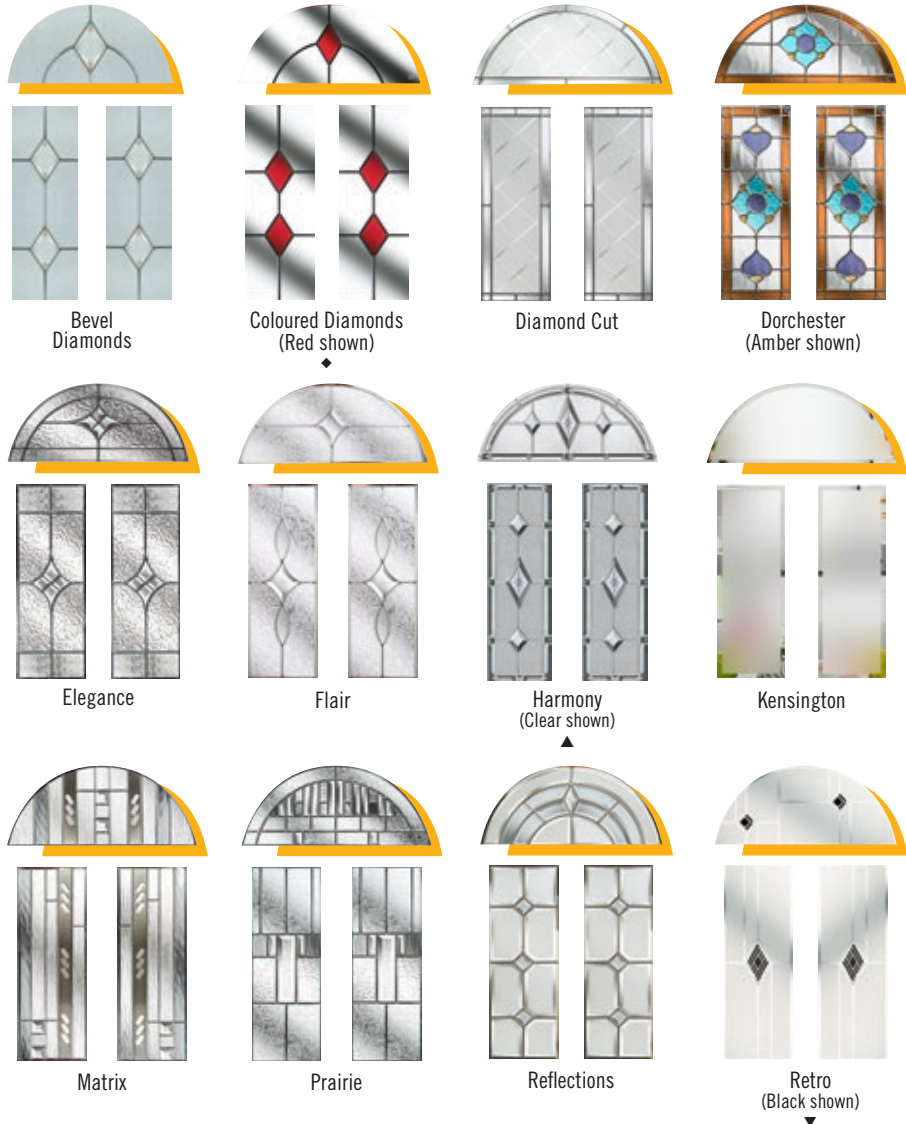 Bevel
Diamonds
Coloured Diamonds
(Red shown)
◆
Diamond Cut
Dorchester
(Amber shown)
Elegance
Flair
Harmony
(Clear shown)
▲
Kensington
Matrix
Prairie
Reflections
Retro
(Black shown)
▼